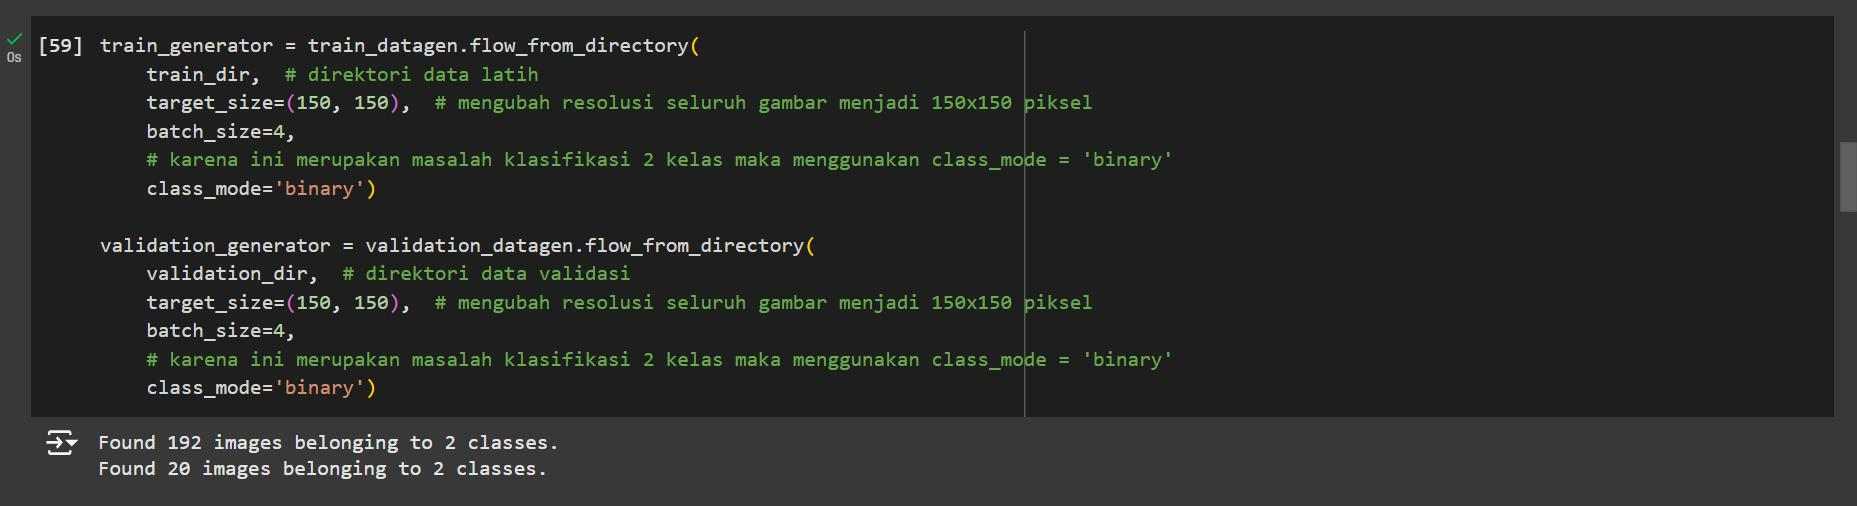 [59] train_generator = train_datagen.flow_from_directory(
0s
    train_dir,  # direktori data latih
    target_size=(150, 150),  # mengubah resolusi seluruh gambar menjadi 150x150 piksel
    batch_size=4,
    # karena ini merupakan masalah klasifikasi 2 kelas maka menggunakan class_mode = 'binary'
    class_mode='binary')

validation_generator = validation_datagen.flow_from_directory(
    validation_dir,  # direktori data validasi
    target_size=(150, 150),  # mengubah resolusi seluruh gambar menjadi 150x150 piksel
    batch_size=4,
    # karena ini merupakan masalah klasifikasi 2 kelas maka menggunakan class_mode = 'binary'
    class_mode='binary')

Found 192 images belonging to 2 classes.
Found 20 images belonging to 2 classes.